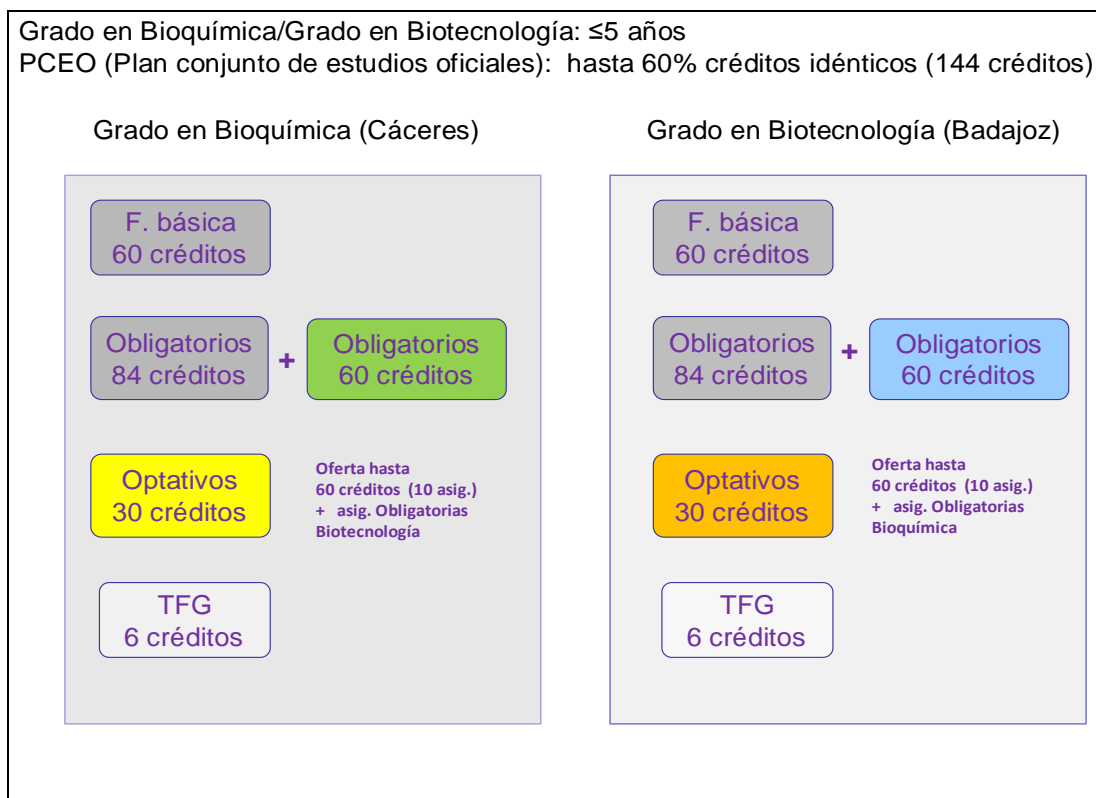 Grado en Bioquímica/Grado en Biotecnología: ≤5 años
PCEO (Plan conjunto de estudios oficiales):  hasta 60% créditos idénticos (144 créditos)
Grado en Bioquímica (Cáceres)
F. básica
60 créditos
Obligatorios
84 créditos
+
Obligatorios
60 créditos
Optativos
30 créditos
Oferta hasta
60 créditos (10 asig.)
+ asig. Obligatorias
Biotecnología
TFG
6 créditos
Grado en Biotecnología (Badajoz)
F. básica
60 créditos
Obligatorios
84 créditos
+
Obligatorios
60 créditos
Optativos
30 créditos
Oferta hasta
60 créditos (10 asig.)
+ asig. Obligatorias
Bioquímica
TFG
6 créditos